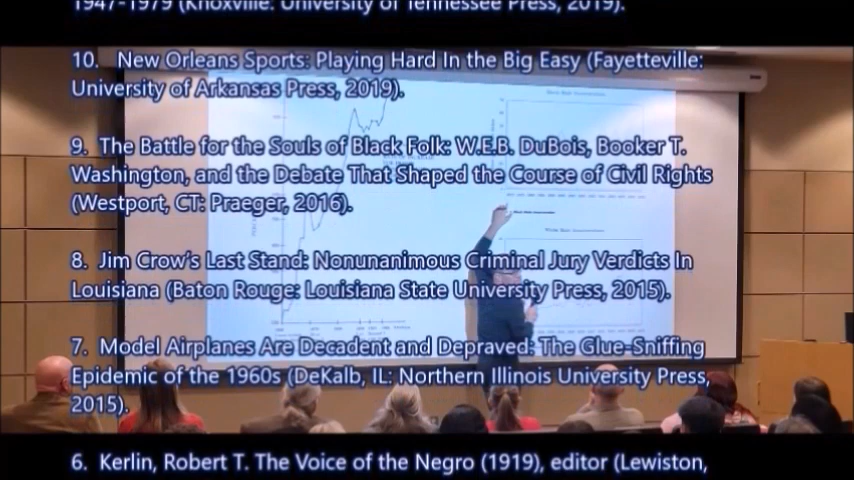 1947-1979 (Knoxville: University of Tennessee Press, 2019).
10. New Orleans Sports: Playing Hard In the Big Easy (Fayetteville:
University of Arkansas Press, 2019).
9. The Battle for the Souls of Black Folk: W.E.B. DuBois, Booker T.
Washington, and the Debate That Shaped the Course of Civil Rights
(Westport, CT: Praeger, 2016).
8. Jim Crow's Last Stand: Nonunanimous Criminal Jury Verdicts In
Louisiana (Baton Rouge: Louisiana State University Press, 2015).
7. Model Airplanes Are Decadent and Depraved: The Glue-Sniffing
Epidemic of the 1960s (DeKalb, IL: Northern Illinois University Press,
2015).
6. Kerlin, Robert T. The Voice of the Negro (1919), editor (Lewiston,